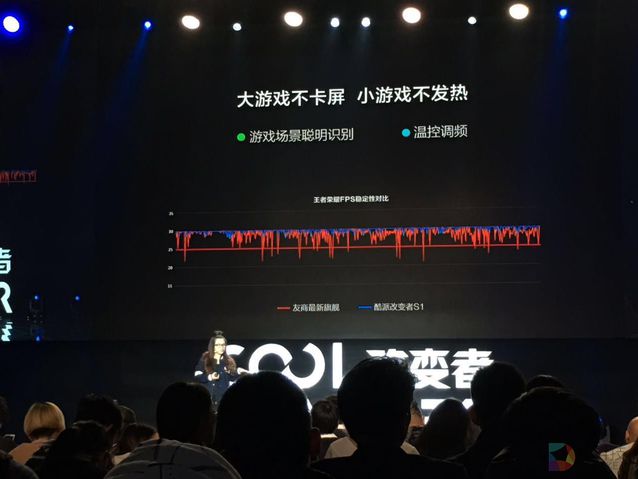 大游戏不卡屏 小游戏不发热
游戏场景聪明识别
温控调频
王者荣耀FPS稳定性对比
35
30
25
20
15
友商最新旗舰
酷派改变者S1
者
R
COOL 改变者